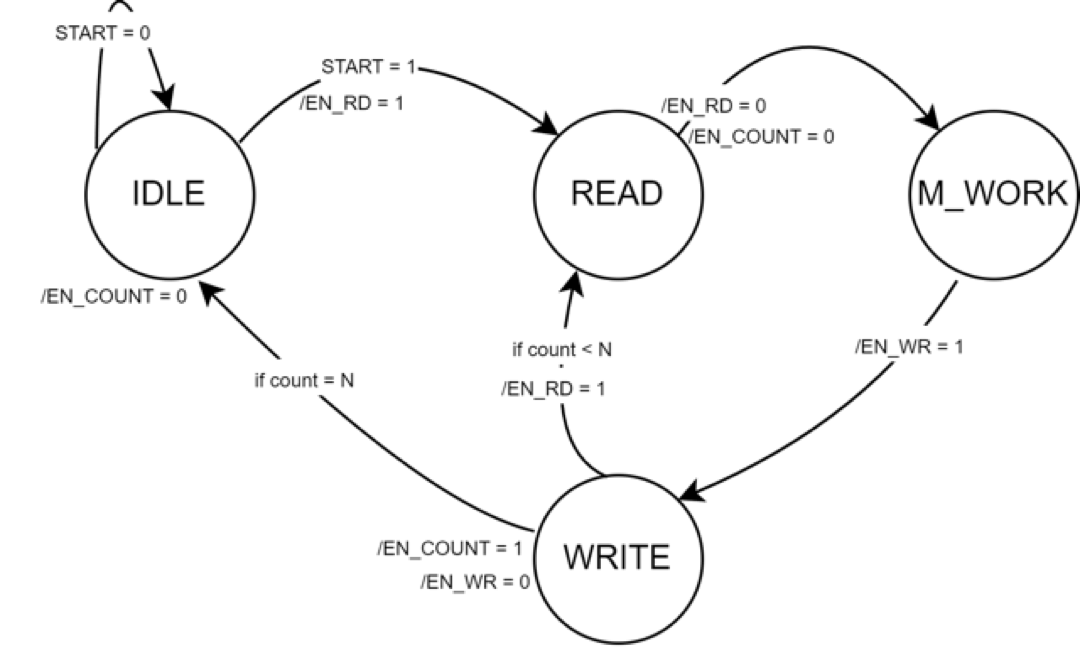 START = 0
START = 1
/EN_RD = 1
/EN_RD = 0
/EN_COUNT = 0
IDLE
READ
M_WORK
/EN_COUNT = 0
if count < N
/EN_RD = 1
/EN_WR = 1
if count = N
/EN_COUNT = 1
/EN_WR = 0
WRITE